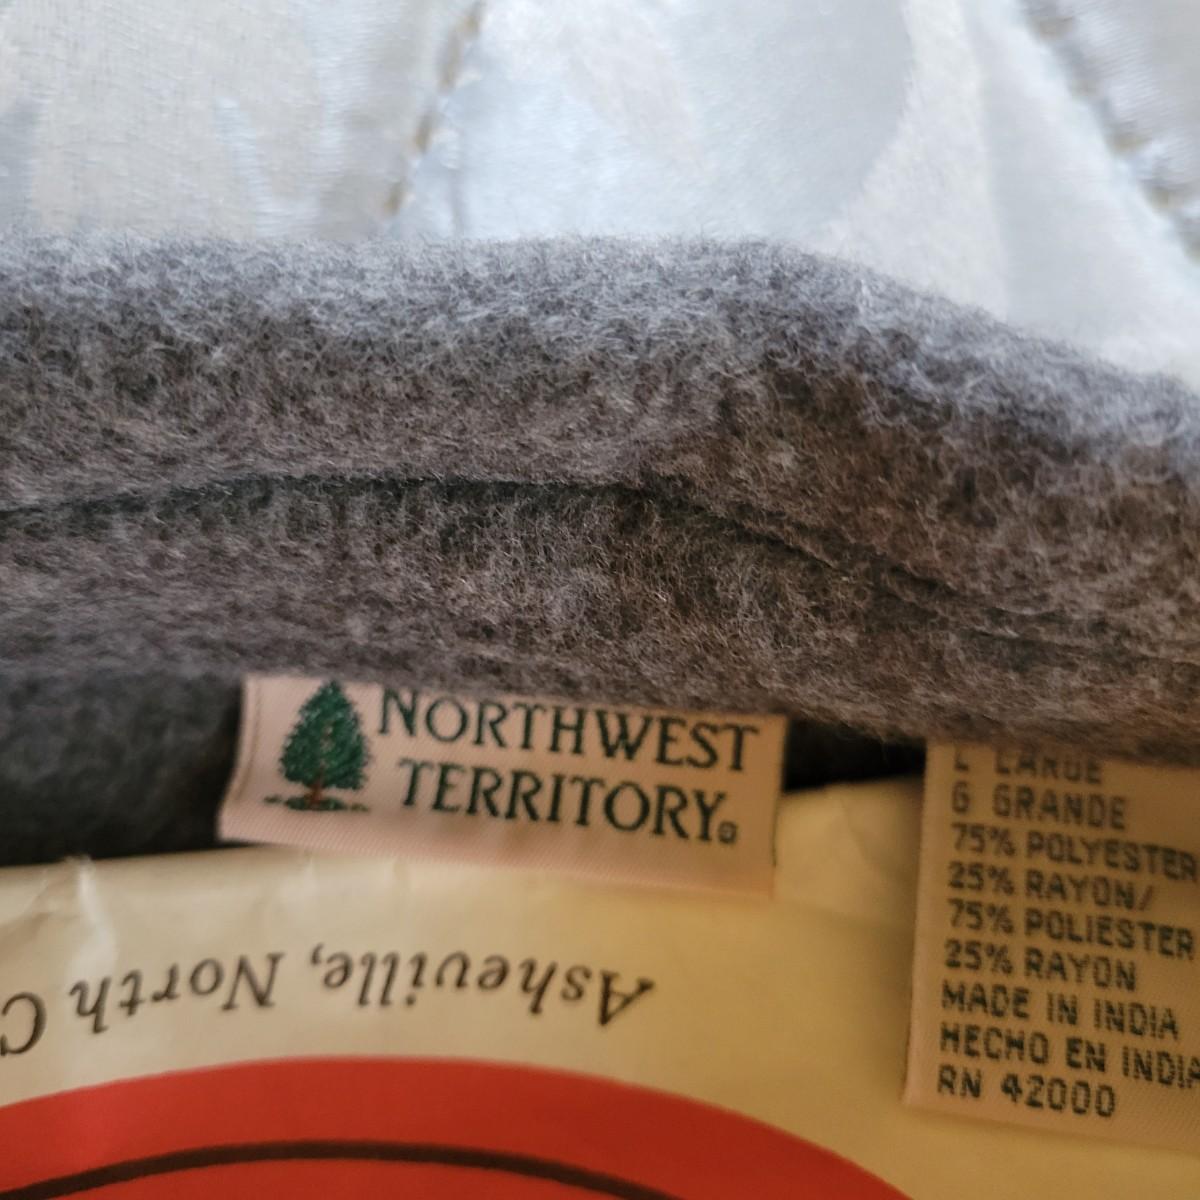 NORTHWEST
TERRITORY®
L LARGE
G GRANDE
75% POLYESTER
25% RAYON/
75% POLIESTER
25% RAYON
MADE IN INDIA
HECHO EN INDIA
RN 42000
Asheville, North C